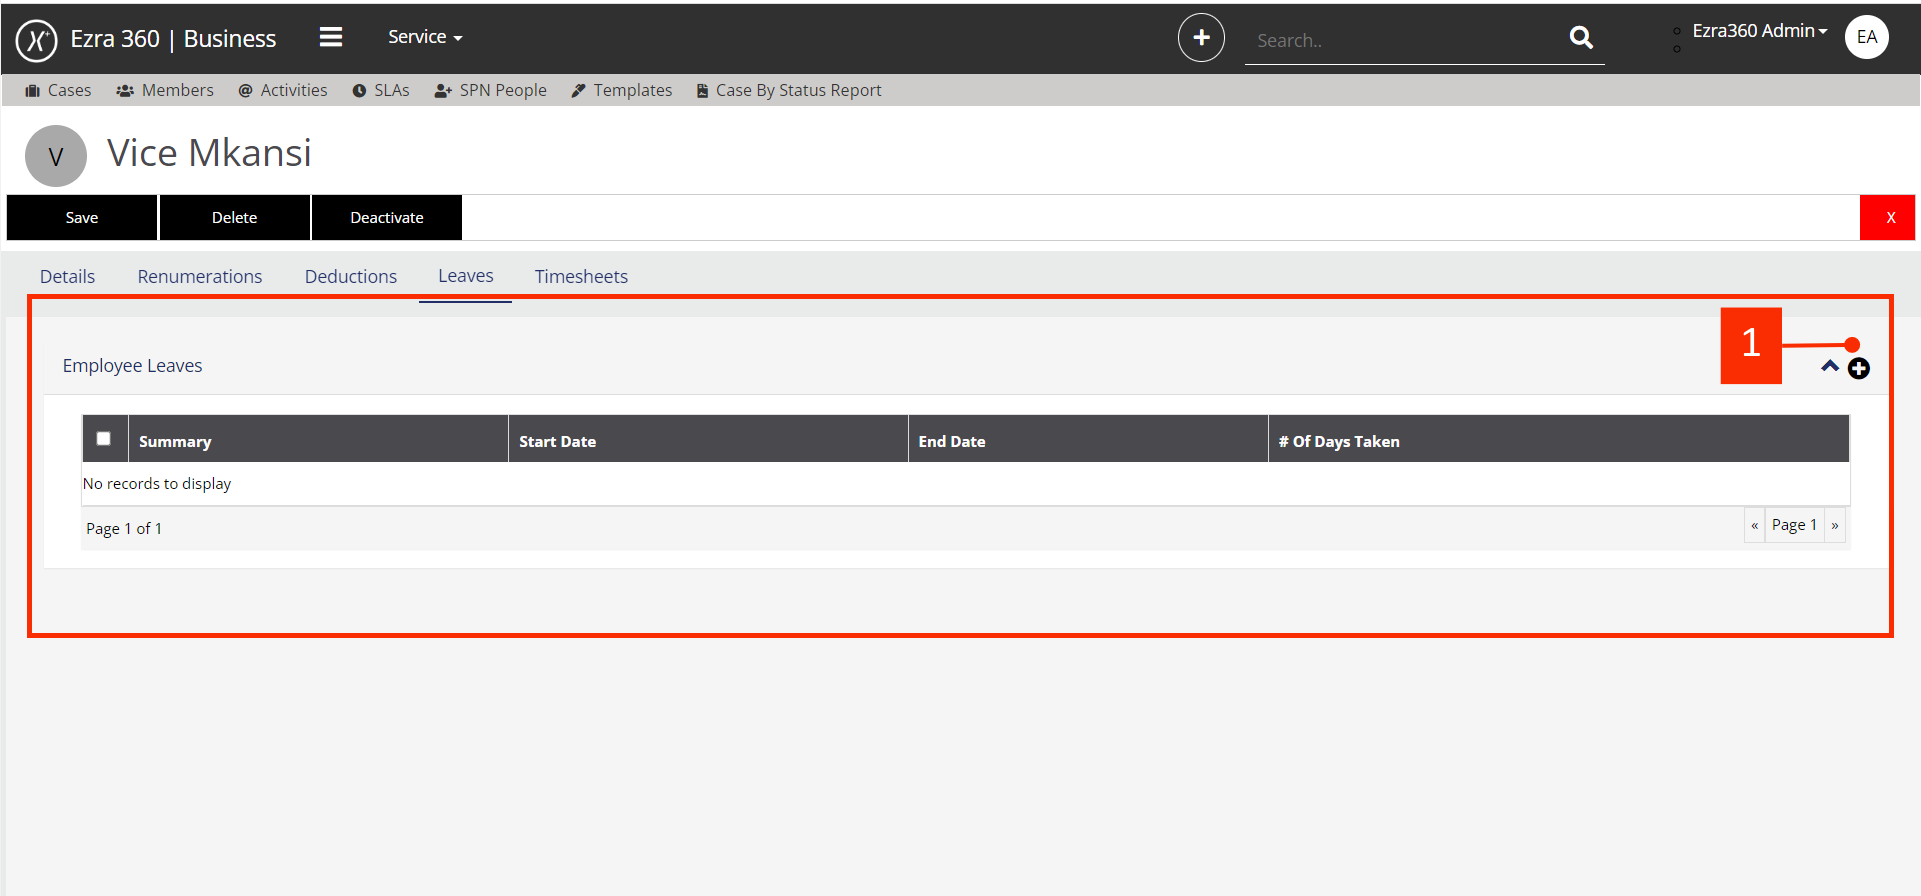 Ezra 360 | Business
Service
Search..
Ezra360 Admin
EA
Cases Members @ Activities SLAs SPN People Templates Case By Status Report
V
Vice Mkansi
Save Delete Deactivate X
Details Renumerations Deductions Leaves Timesheets
1
Employee Leaves
Summary Start Date End Date # Of Days Taken
No records to display
Page 1 of 1
« Page 1 »